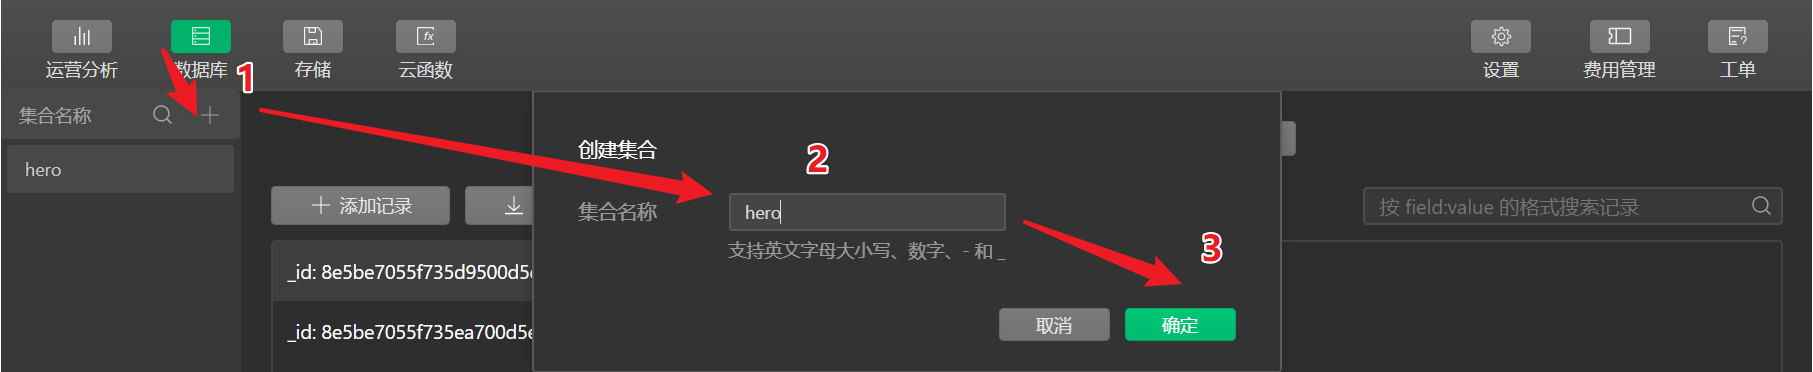 运营分析 数据库 存储 云函数 设置 费用管理 工单
1
集合名称
hero
创建集合
2
添加记录
集合名称 hero
按 field:value 的格式搜索记录
支持英文字母大小写、数字、- 和 _
3
_id: 8e5be7055f735d9500d5
_id: 8e5be7055f735ea700d5e
取消 确定